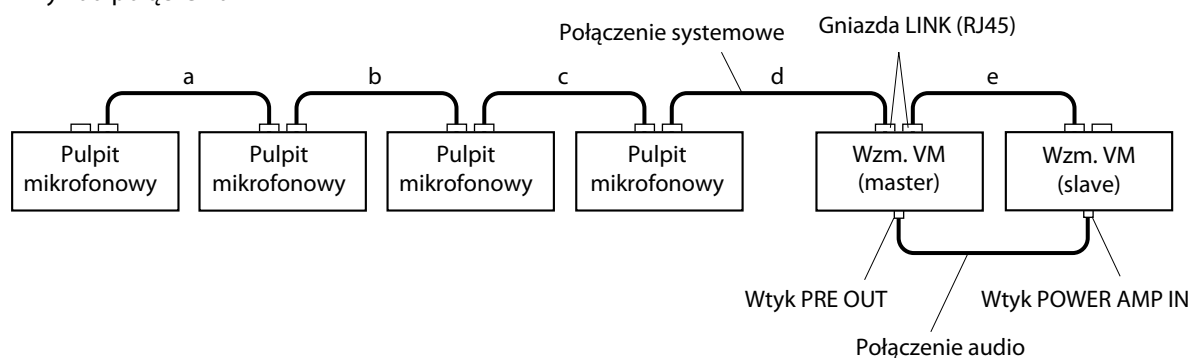 Połączenie systemowe
Gniazda LINK (RJ45)
a
b
c
d
e
Pulpit
mikrofonowy
Pulpit
mikrofonowy
Pulpit
mikrofonowy
Pulpit
mikrofonowy
Wzm. VM
(master)
Wzm. VM
(slave)
Wtyk PRE OUT
Wtyk POWER AMP IN
Połączenie audio